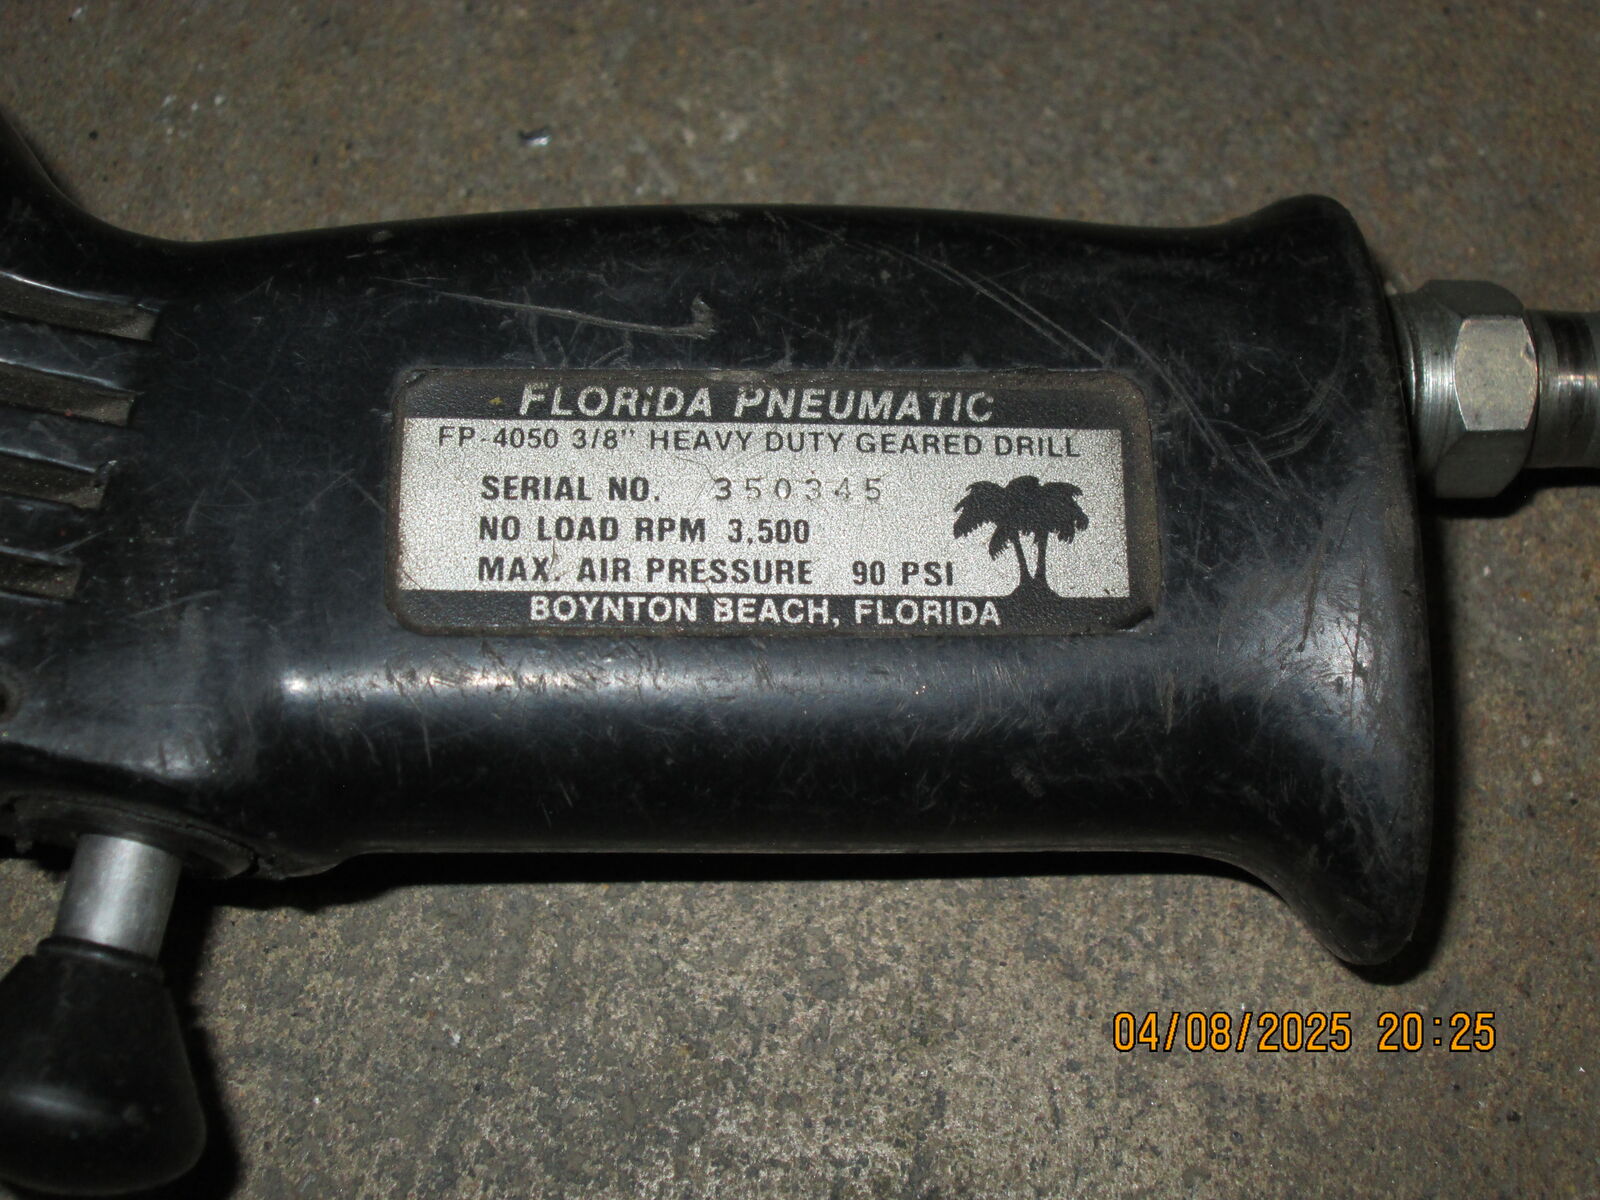 FLORIDA PNEUMATIC
FP-4050 3/8" HEAVY DUTY GEARED DRILL
SERIAL NO. 350345
NO LOAD RPM 3,500
MAX. AIR PRESSURE 90 PSI
BOYNTON BEACH, FLORIDA
04/08/2025 20:25